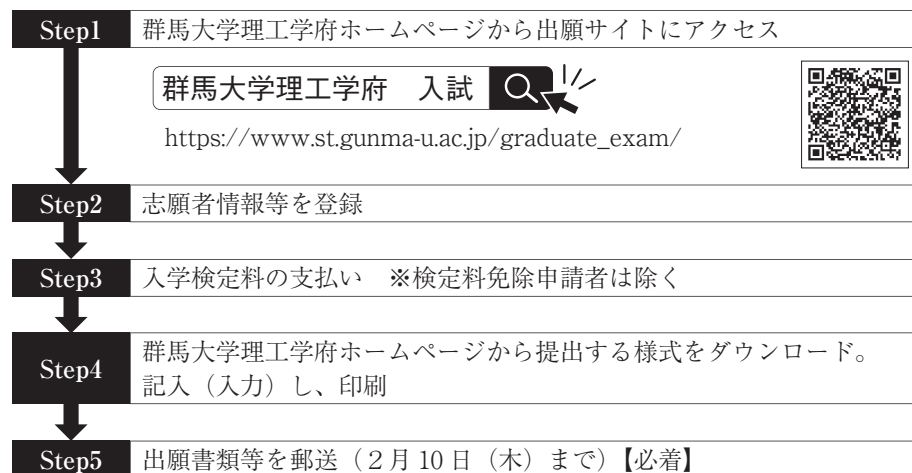 Step1 群馬大学理工学府ホームページから出願サイトにアクセス
群馬大学理工学府 入試
https://www.st.gunma-u.ac.jp/graduate_exam/
Step2 志願者情報等を登録
Step3 入学検定料の支払い ※検定料免除申請者は除く
Step4 群馬大学理工学府ホームページから提出する様式をダウンロード。
記入（入力）し、印刷
Step5 出願書類等を郵送（２月10日（木）まで）【必着】